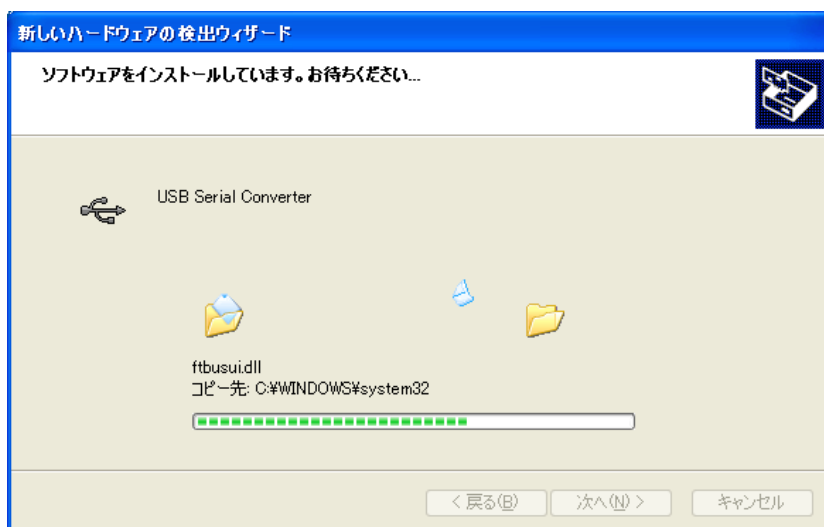 新しいハードウェアの検出ウィザード
ソフトウェアをインストールしています。お待ちください...
USB Serial Converter
ftbusui.dll
コピー先: C:¥WINDOWS¥system32
< 戻る(B)
次へ(N) >
キャンセル